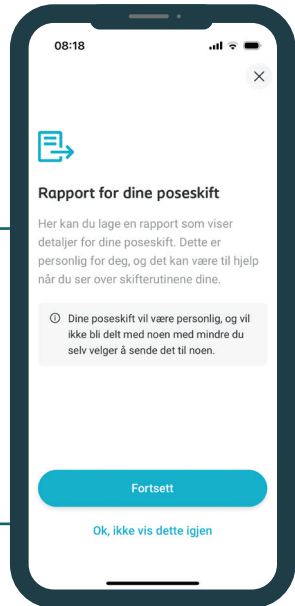 08:18
Rapport for dine poseskift
Her kan du lage en rapport som viser
detaljer for dine poseskift. Dette er
personlig for deg, og det kan være til hjelp
når du ser over skifterutinene dine.
Dine poseskift vil være personlig, og vil
ikke bli delt med noen med mindre du
selv velger å sende det til noen.
Fortsett
Ok, ikke vis dette igjen